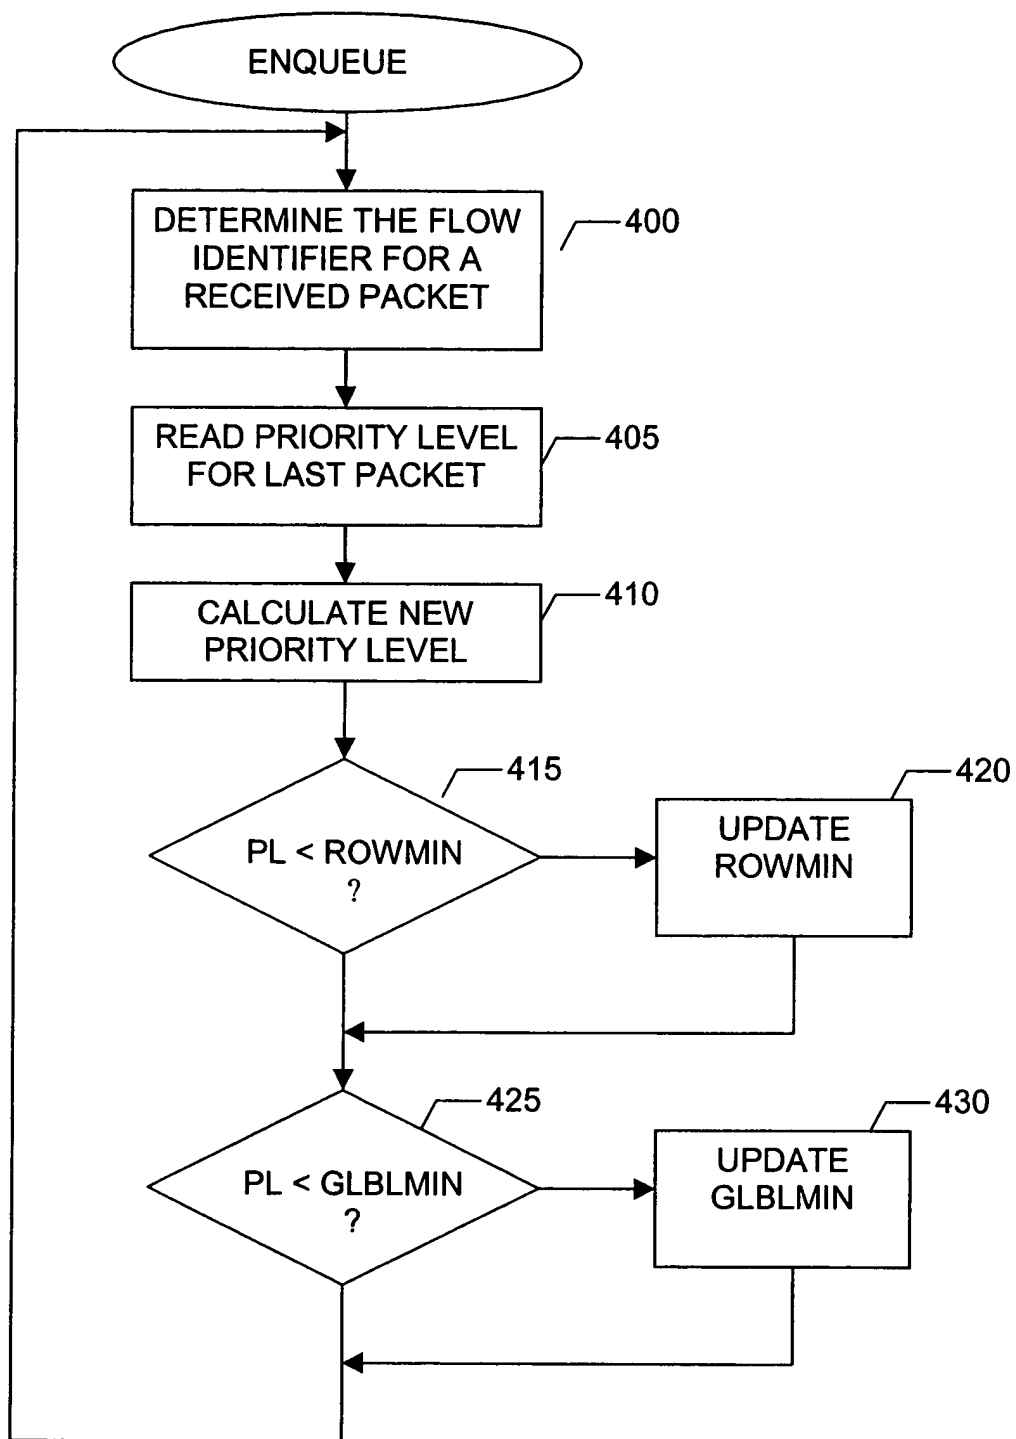 ENQUEUE
DETERMINE THE FLOW
IDENTIFIER FOR A
RECEIVED PACKET
400
READ PRIORITY LEVEL
FOR LAST PACKET
405
CALCULATE NEW
PRIORITY LEVEL
410
PL < ROWMIN
?
415
UPDATE
ROWMIN
420
PL < GLBLMIN
?
425
UPDATE
GLBLMIN
430